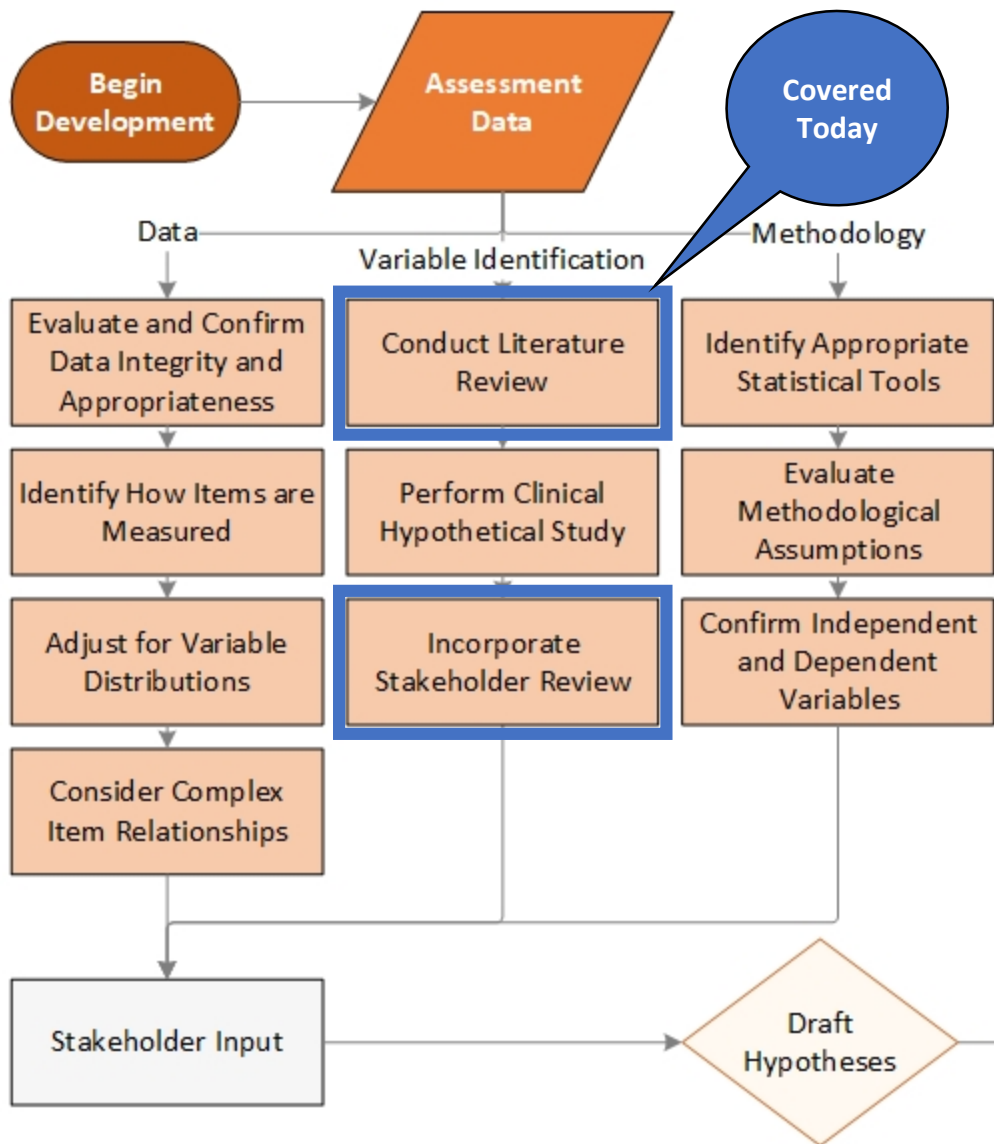 Begin
Development
Assessment
Data
Covered
Today
Data
Variable Identification
Methodology
Evaluate and Confirm
Data Integrity and
Appropriateness
Identify How Items are
Measured
Adjust for Variable
Distributions
Consider Complex
Item Relationships
Conduct Literature
Review
Perform Clinical
Hypothetical Study
Incorporate
Stakeholder Review
Identify Appropriate
Statistical Tools
Evaluate
Methodological
Assumptions
Confirm Independent
and Dependent
Variables
Stakeholder Input
Draft
Hypotheses